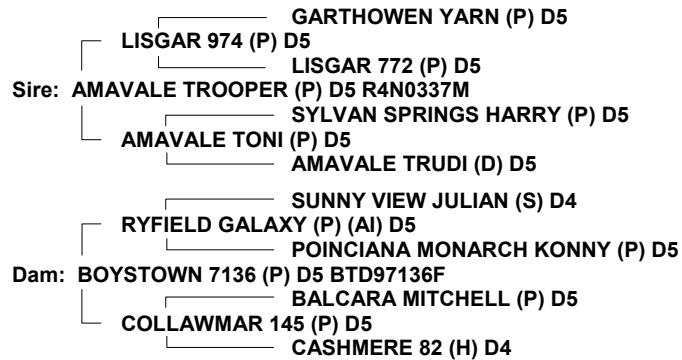 GARTHOWEN YARN (P) D5
LISGAR 974 (P) D5
LISGAR 772 (P) D5
Sire: AMAVALE TROOPER (P) D5 R4N0337M
SYLVAN SPRINGS HARRY (P) D5
AMAVALE TONI (P) D5
AMAVALE TRUDI (D) D5
SUNNY VIEW JULIAN (S) D4
RYFIELD GALAXY (P) (AI) D5
POINCIANA MONARCH KONNY (P) D5
Dam: BOYSTOWN 7136 (P) D5 BTD97136F
BALCARA MITCHELL (P) D5
COLLAWMAR 145 (P) D5
CASHMERE 82 (H) D4